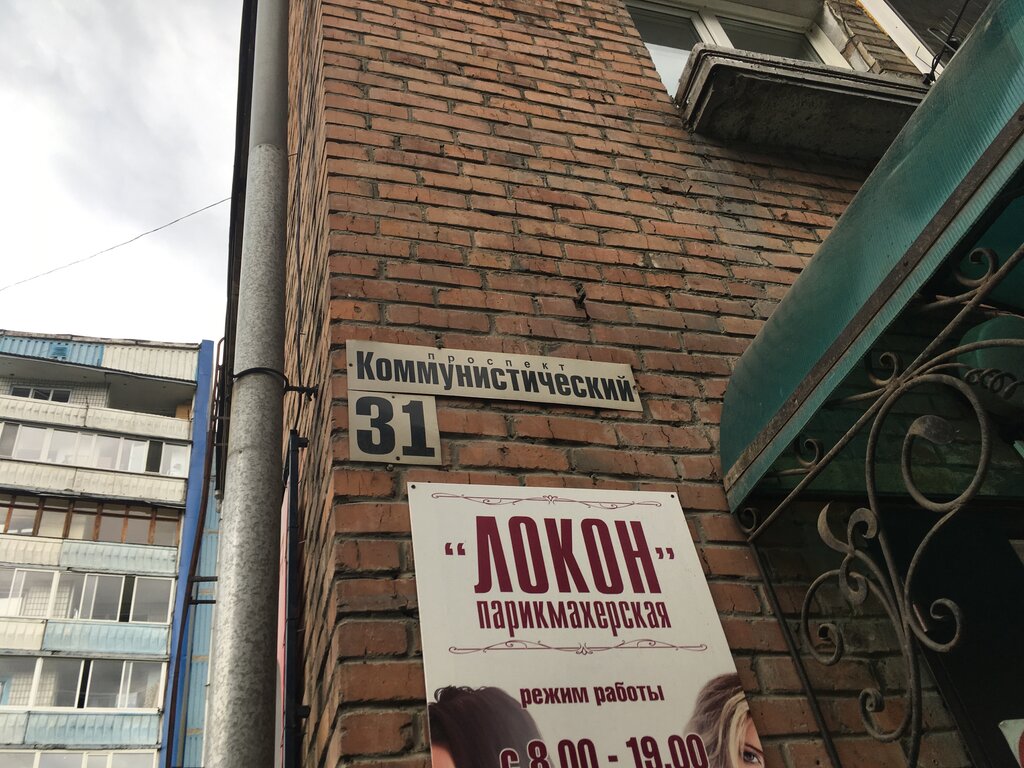 проспект
Коммунистический
31
“ЛОКОН”
парикмахерская
режим работы
с 8.00 - 19.00